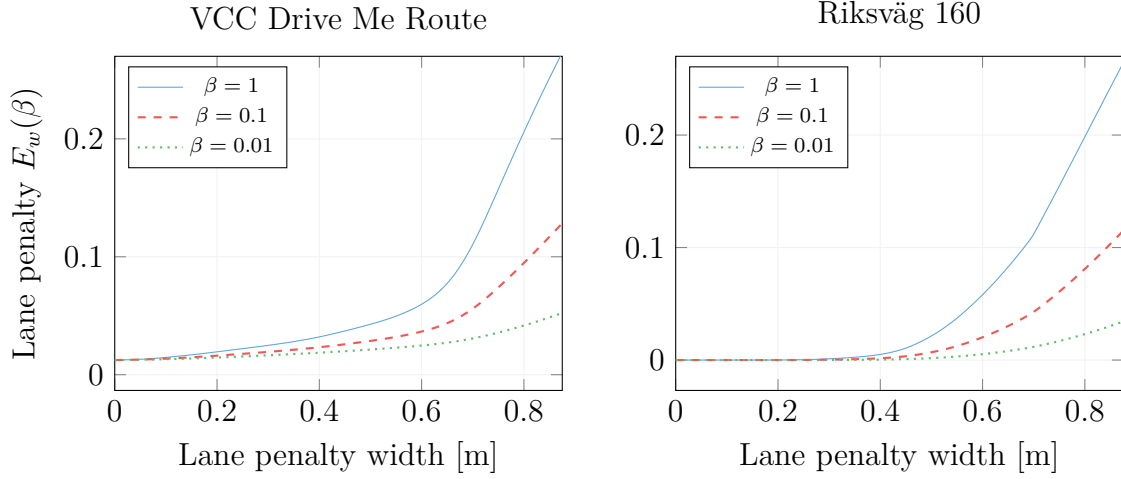 VCC Drive Me Route
Lane penalty E_w(β)
0.2
0.1
0
β = 1
β = 0.1
β = 0.01
0 0.2 0.4 0.6 0.8
Lane penalty width [m]
Riksväg 160
0.2
0.1
0
β = 1
β = 0.1
β = 0.01
0 0.2 0.4 0.6 0.8
Lane penalty width [m]